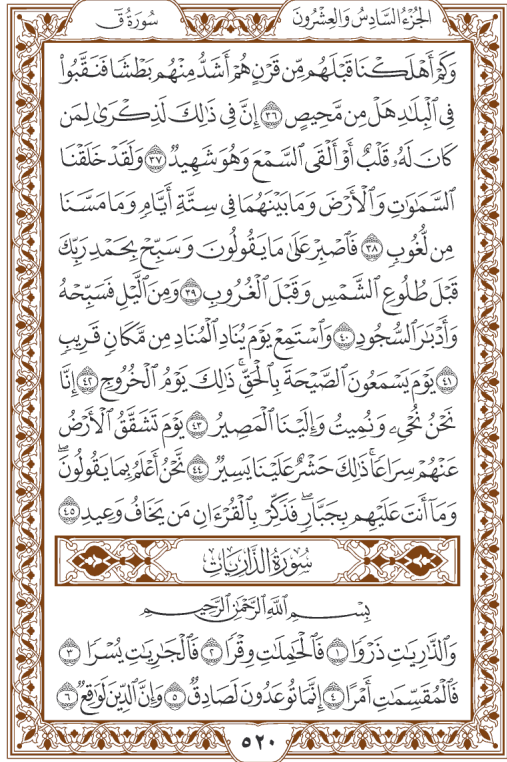 الجُزْءُ السَّادِسُ وَالعِشْرُونَ
سُورَةُ قٓ
وَكَمْ أَهْلَكْنَا قَبْلَهُم مِّن قَرْنٍ هُمْ أَشَدُّ مِنْهُم بَطْشًا فَنَقَّبُوا۟
فِى ٱلْبِلَـٰدِ هَلْ مِن مَّحِيصٍ ٣٦ إِنَّ فِى ذَٰلِكَ لَذِكْرَىٰ لِمَن
كَانَ لَهُۥ قَلْبٌ أَوْ أَلْقَى ٱلسَّمْعَ وَهُوَ شَهِيدٌ ٣٧ وَلَقَدْ خَلَقْنَا
ٱلسَّمَـٰوَٰتِ وَٱلْأَرْضَ وَمَا بَيْنَهُمَا فِى سِتَّةِ أَيَّامٍ وَمَا مَسَّنَا
مِن لُّغُوبٍ ٣٨ فَٱصْبِرْ عَلَىٰ مَا يَقُولُونَ وَسَبِّحْ بِحَمْدِ رَبِّكَ
قَبْلَ طُلُوعِ ٱلشَّمْسِ وَقَبْلَ ٱلْغُرُوبِ ٣٩ وَمِنَ ٱلَّيْلِ فَسَبِّحْهُ
وَأَدْبَـٰرَ ٱلسُّجُودِ ٤٠ وَٱسْتَمِعْ يَوْمَ يُنَادِ ٱلْمُنَادِ مِن مَّكَانٍ قَرِيبٍ
٤١ يَوْمَ يَسْمَعُونَ ٱلصَّيْحَةَ بِٱلْحَقِّ ۚ ذَٰلِكَ يَوْمُ ٱلْخُرُوجِ ٤٢ إِنَّا
نَحْنُ نُحْىِۦ وَنُمِيتُ وَإِلَيْنَا ٱلْمَصِيرُ ٤٣ يَوْمَ تَشَقَّقُ ٱلْأَرْضُ
عَنْهُمْ سِرَاعًا ۚ ذَٰلِكَ حَشْرٌ عَلَيْنَا يَسِيرٌ ٤٤ نَّحْنُ أَعْلَمُ بِمَا يَقُولُونَ ۖ
وَمَآ أَنتَ عَلَيْهِم بِجَبَّارٍ ۖ فَذَكِّرْ بِٱلْقُرْءَانِ مَن يَخَافُ وَعِيدِ ٤٥
سُورَةُ الذَّارِيَاتِ
بِسْمِ ٱللَّهِ ٱلرَّحْمَـٰنِ ٱلرَّحِيمِ
وَٱلذَّٰرِيَـٰتِ ذَرْوًا ١ فَٱلْحَـٰمِلَـٰتِ وِقْرًا ٢ فَٱلْجَـٰرِيَـٰتِ يُسْرًا ٣
فَٱلْمُقَسِّمَـٰتِ أَمْرًا ٤ إِنَّمَا تُوعَدُونَ لَصَادِقٌ ٥ وَإِنَّ ٱلدِّينَ لَوَٰقِعٌ ٦
٥٢٠